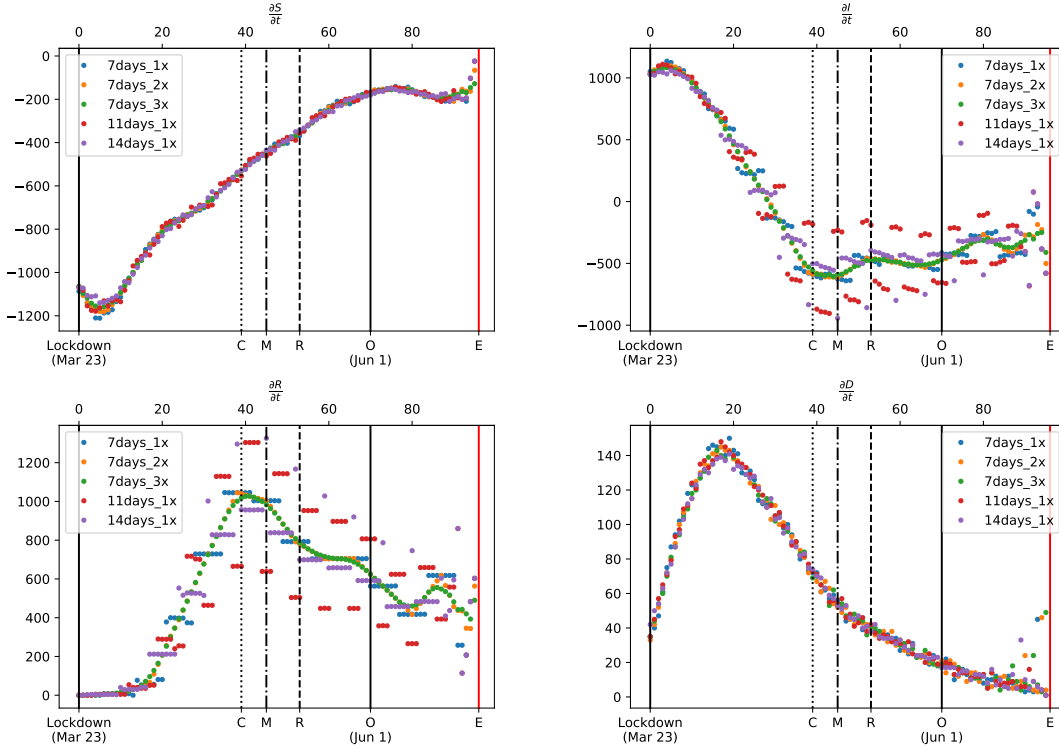 ∂S/∂t
0 20 40 60 80
0
−200
−400
−600
−800
−1000
−1200
7days_1x
7days_2x
7days_3x
11days_1x
14days_1x
Lockdown C M R O E
(Mar 23) (Jun 1)
∂I/∂t
0 20 40 60 80
1000
500
0
−500
−1000
7days_1x
7days_2x
7days_3x
11days_1x
14days_1x
Lockdown C M R O E
(Mar 23) (Jun 1)
∂R/∂t
0 20 40 60 80
1200
1000
800
600
400
200
0
7days_1x
7days_2x
7days_3x
11days_1x
14days_1x
Lockdown C M R O E
(Mar 23) (Jun 1)
∂D/∂t
0 20 40 60 80
140
120
100
80
60
40
20
0
7days_1x
7days_2x
7days_3x
11days_1x
14days_1x
Lockdown C M R O E
(Mar 23) (Jun 1)